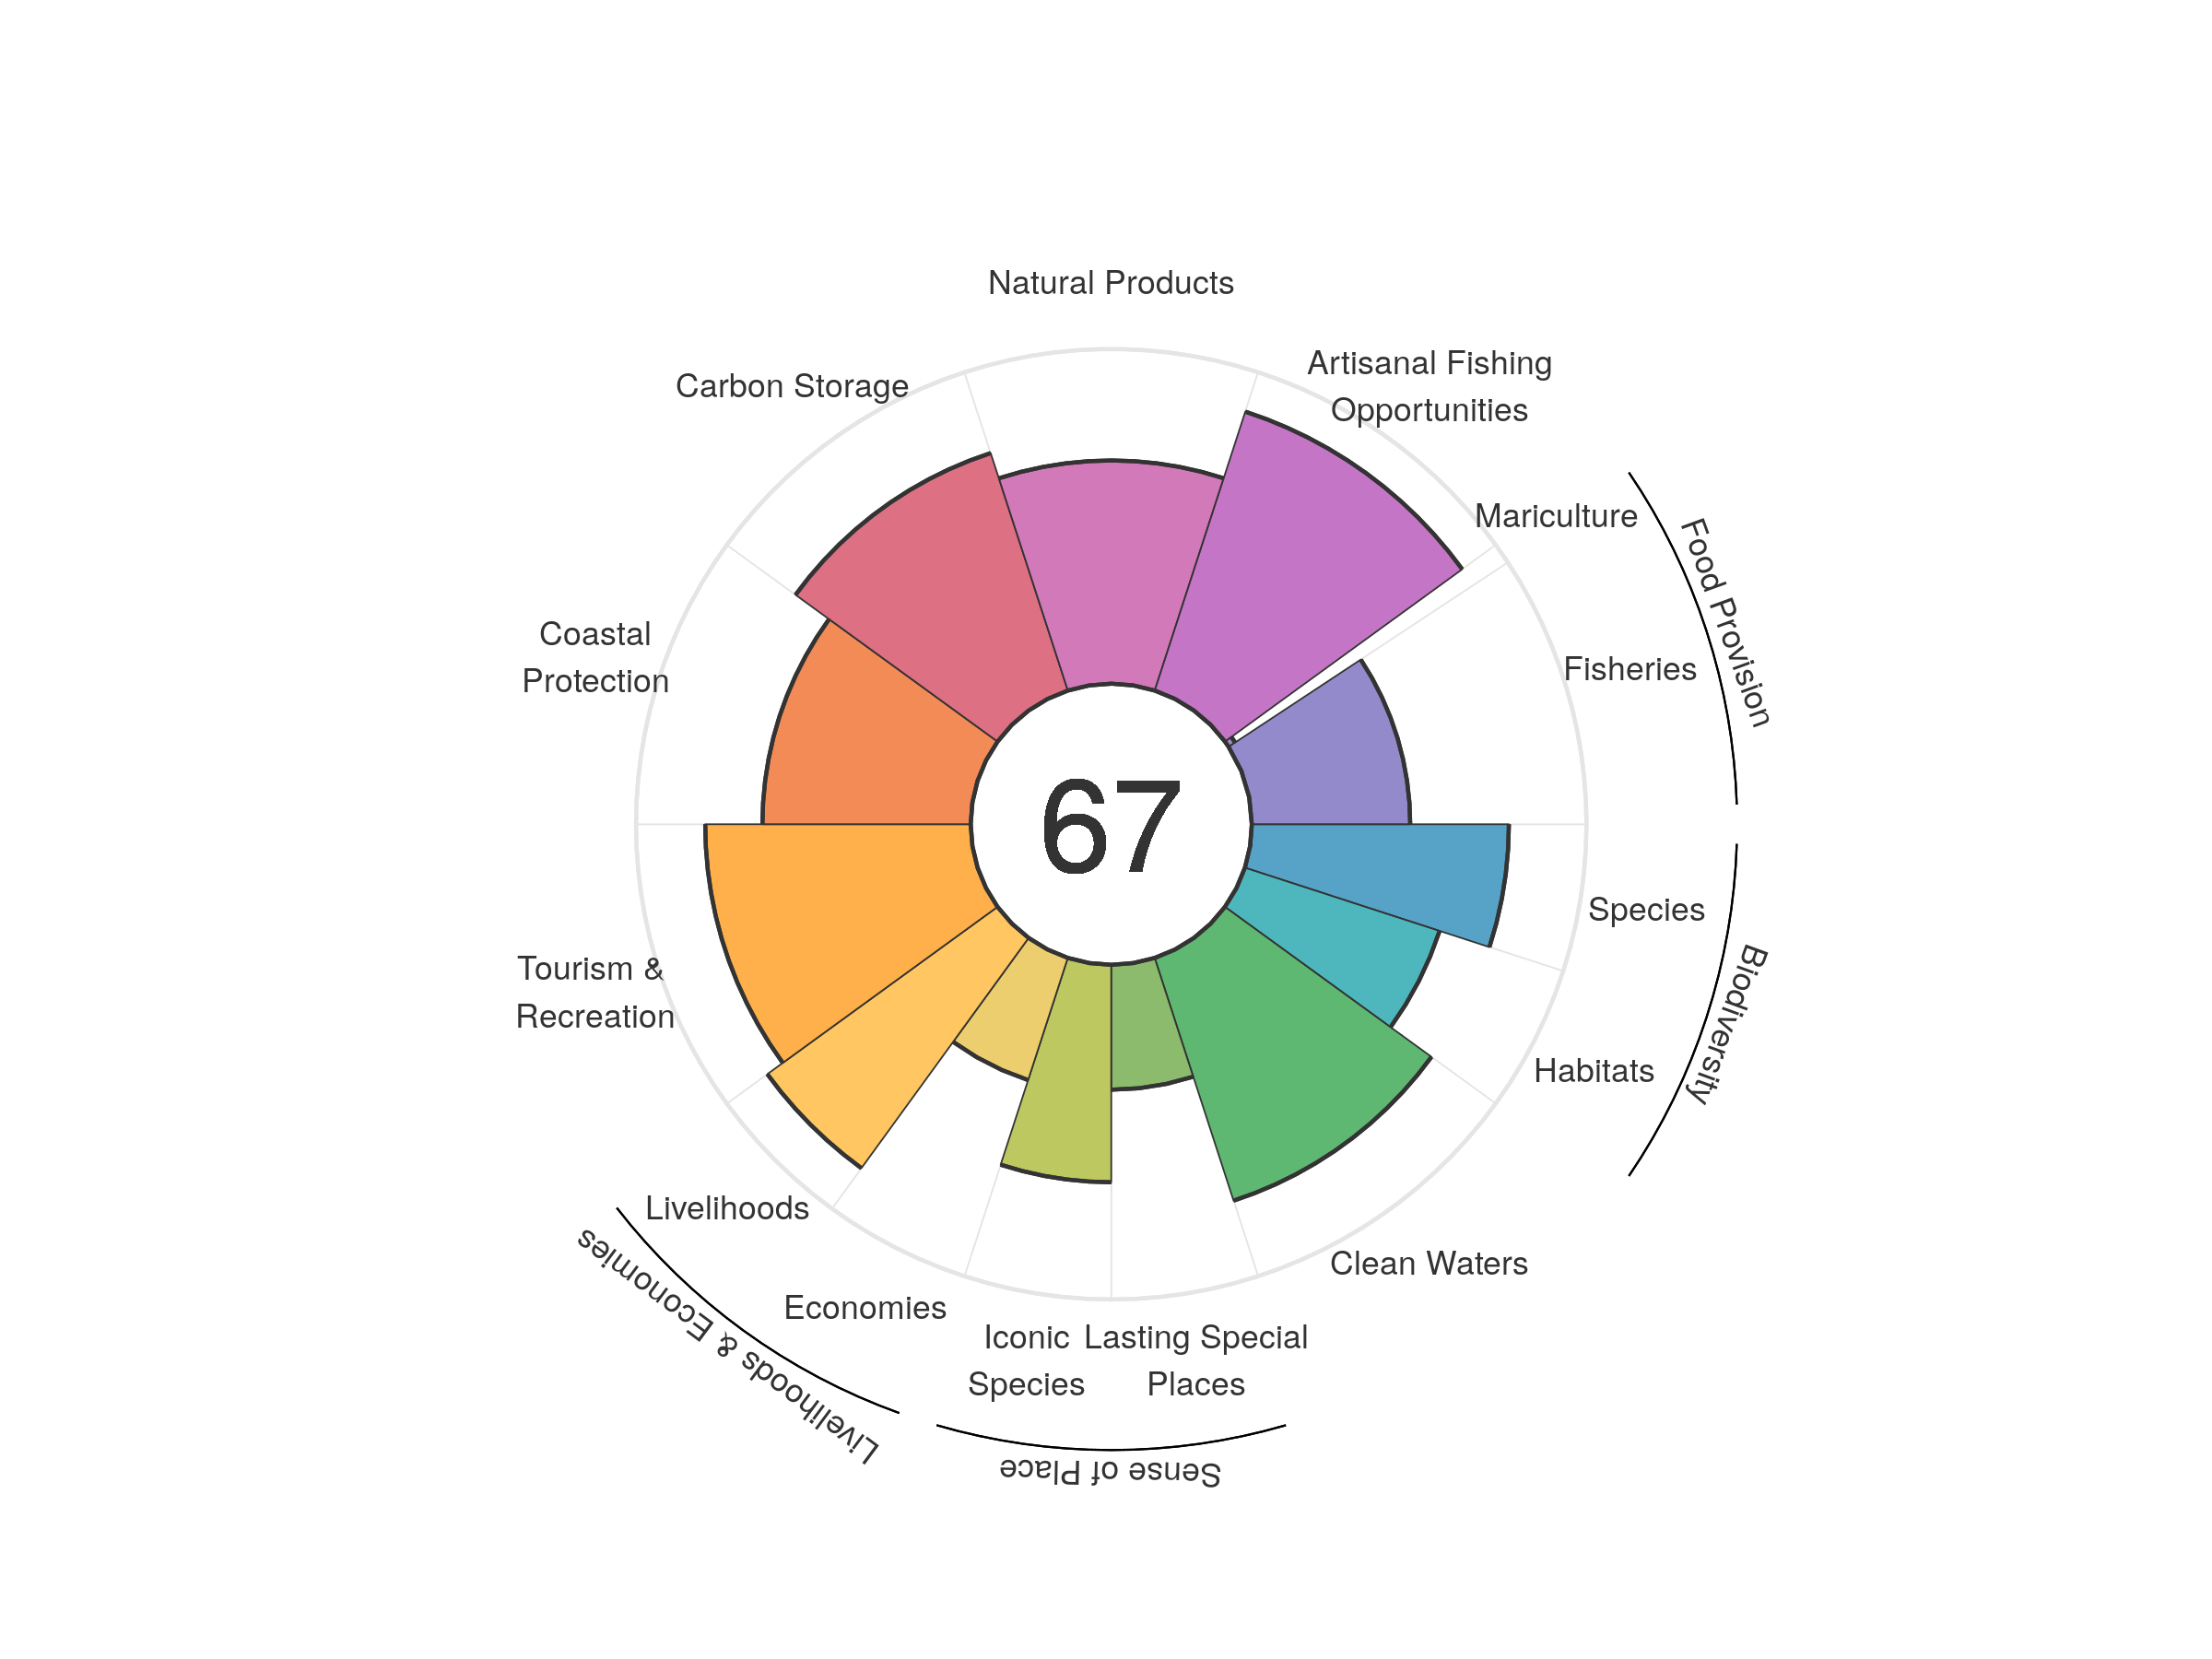 Natural Products
Artisanal Fishing
Opportunities
Carbon Storage
Mariculture
Food Provision
Fisheries
Coastal
Protection
67
Species
Biodiversity
Tourism &
Recreation
Habitats
Livelihoods
Clean Waters
Livelihoods & Economies
Economies
Iconic
Species
Lasting Special
Places
Sense of Place